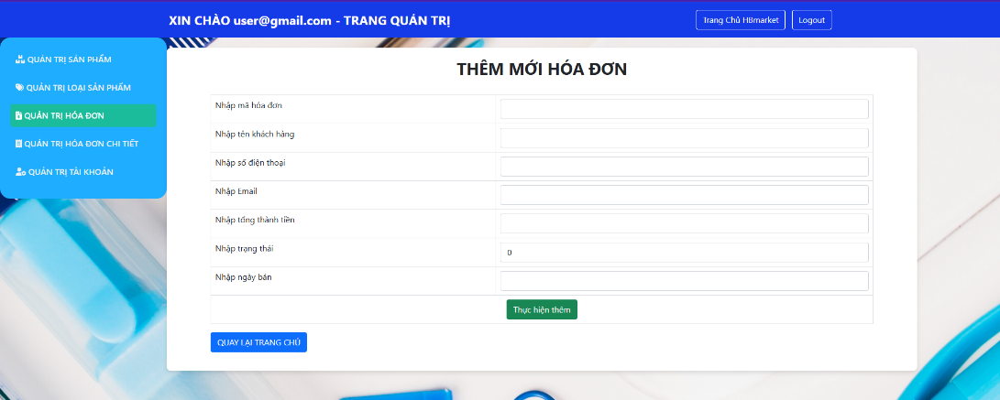 XIN CHÀO user@gmail.com - TRANG QUẢN TRỊ
Trang Chủ HBmarket
Logout
QUẢN TRỊ SẢN PHẨM
QUẢN TRỊ LOẠI SẢN PHẨM
QUẢN TRỊ HÓA ĐƠN
QUẢN TRỊ HÓA ĐƠN CHI TIẾT
QUẢN TRỊ TÀI KHOẢN
THÊM MỚI HÓA ĐƠN
Nhập mã hóa đơn
Nhập tên khách hàng
Nhập số điện thoại
Nhập Email
Nhập tổng thành tiền
Nhập trạng thái
0
Nhập ngày bán
Thực hiện thêm
QUAY LẠI TRANG CHỦ